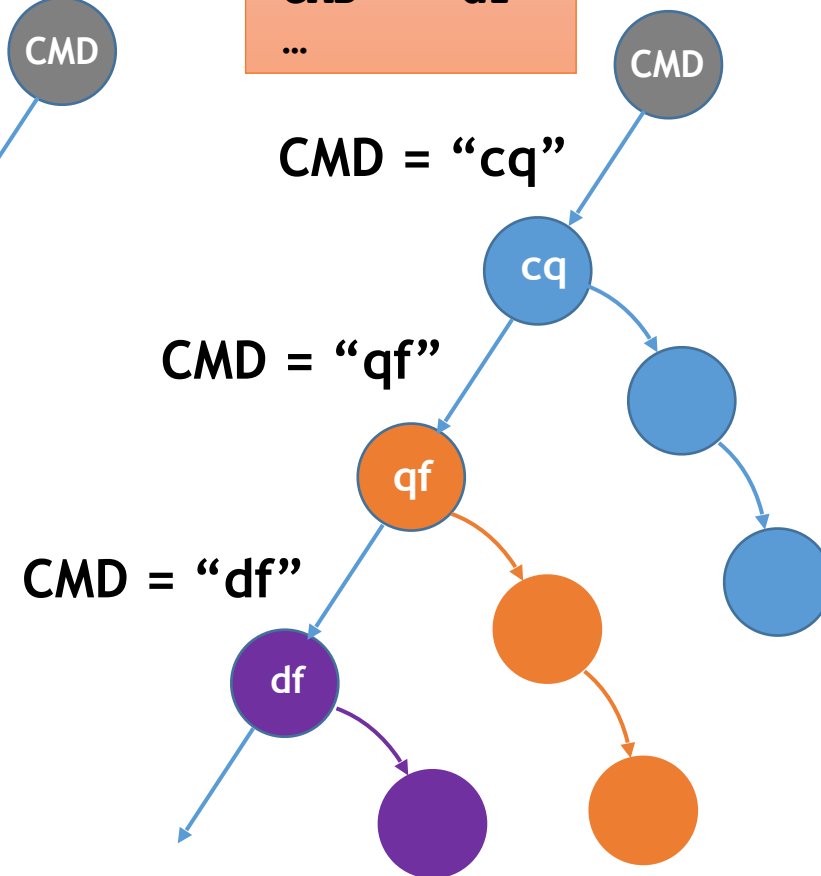 …
CMD
CMD
CMD = “cq”
cq
CMD = “qf”
qf
CMD = “df”
df